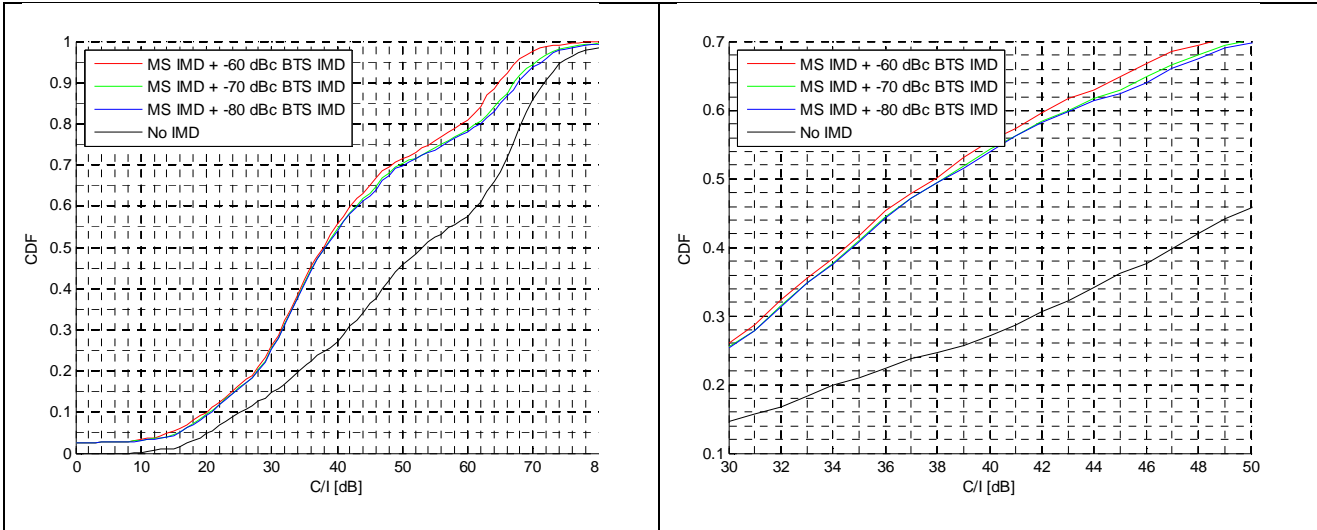 1
0.9
0.8
0.7
0.6
0.5
0.4
0.3
0.2
0.1
0
CDF
MS IMD + -60 dBc BTS IMD
MS IMD + -70 dBc BTS IMD
MS IMD + -80 dBc BTS IMD
No IMD
0 10 20 30 40 50 60 70 8
C/I [dB]
0.7
0.6
0.5
0.4
0.3
0.2
0.1
CDF
MS IMD + -60 dBc BTS IMD
MS IMD + -70 dBc BTS IMD
MS IMD + -80 dBc BTS IMD
No IMD
30 32 34 36 38 40 42 44 46 48 50
C/I [dB]